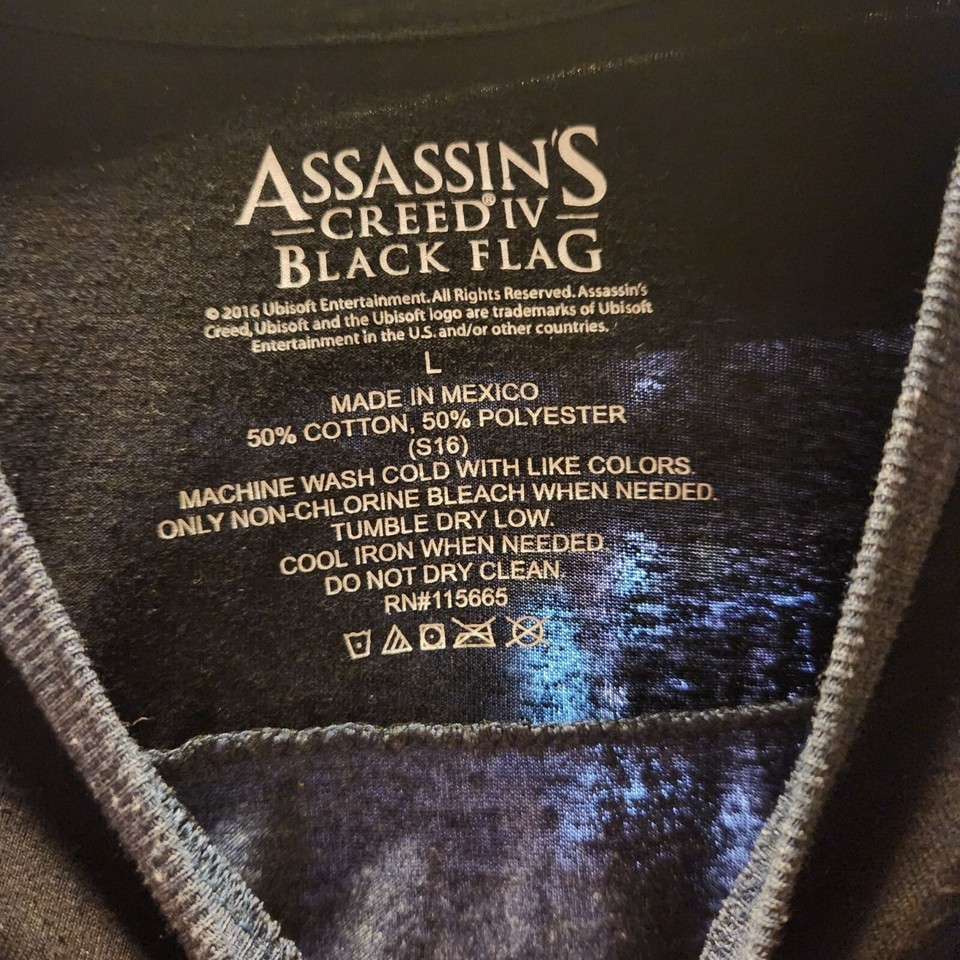 ASSASSIN'S
CREED® IV
BLACK FLAG
© 2016 Ubisoft Entertainment. All Rights Reserved. Assassin's
Creed, Ubisoft and the Ubisoft logo are trademarks of Ubisoft
Entertainment in the U.S. and/or other countries.
L
MADE IN MEXICO
50% COTTON, 50% POLYESTER
(S16)
MACHINE WASH COLD WITH LIKE COLORS.
ONLY NON-CHLORINE BLEACH WHEN NEEDED.
TUMBLE DRY LOW.
COOL IRON WHEN NEEDED
DO NOT DRY CLEAN.
RN#115665